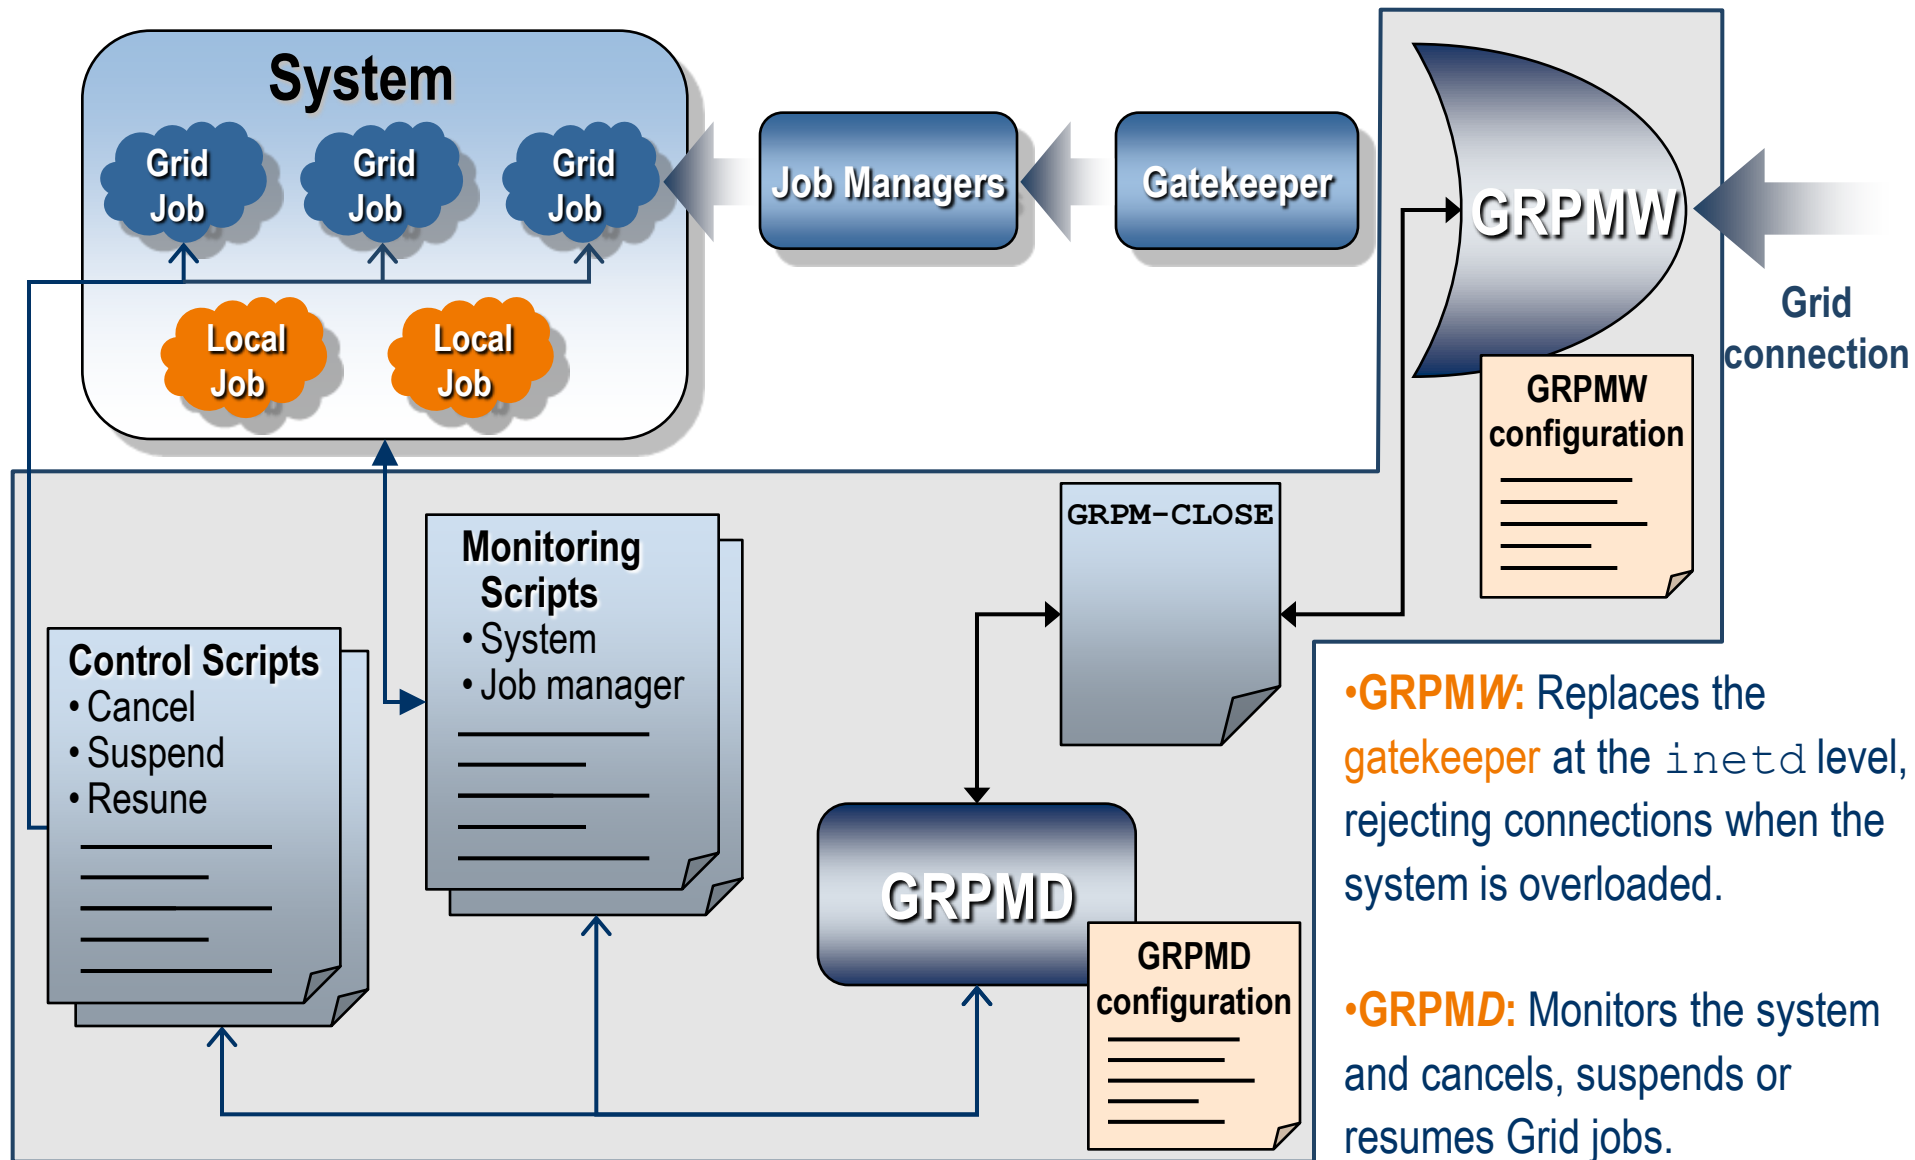 System
Grid
Job
Grid
Job
Grid
Job
Local
Job
Local
Job
Job Managers
Gatekeeper
GRPMW
Grid
connection
GRPMW
configuration
GRPM-CLOSE
Monitoring
Scripts
• System
• Job manager
Control Scripts
• Cancel
• Suspend
• Resune
GRPMD
GRPMD
configuration
•GRPMW: Replaces the
gatekeeper at the inetd level,
rejecting connections when the
system is overloaded.
•GRPMD: Monitors the system
and cancels, suspends or
resumes Grid jobs.